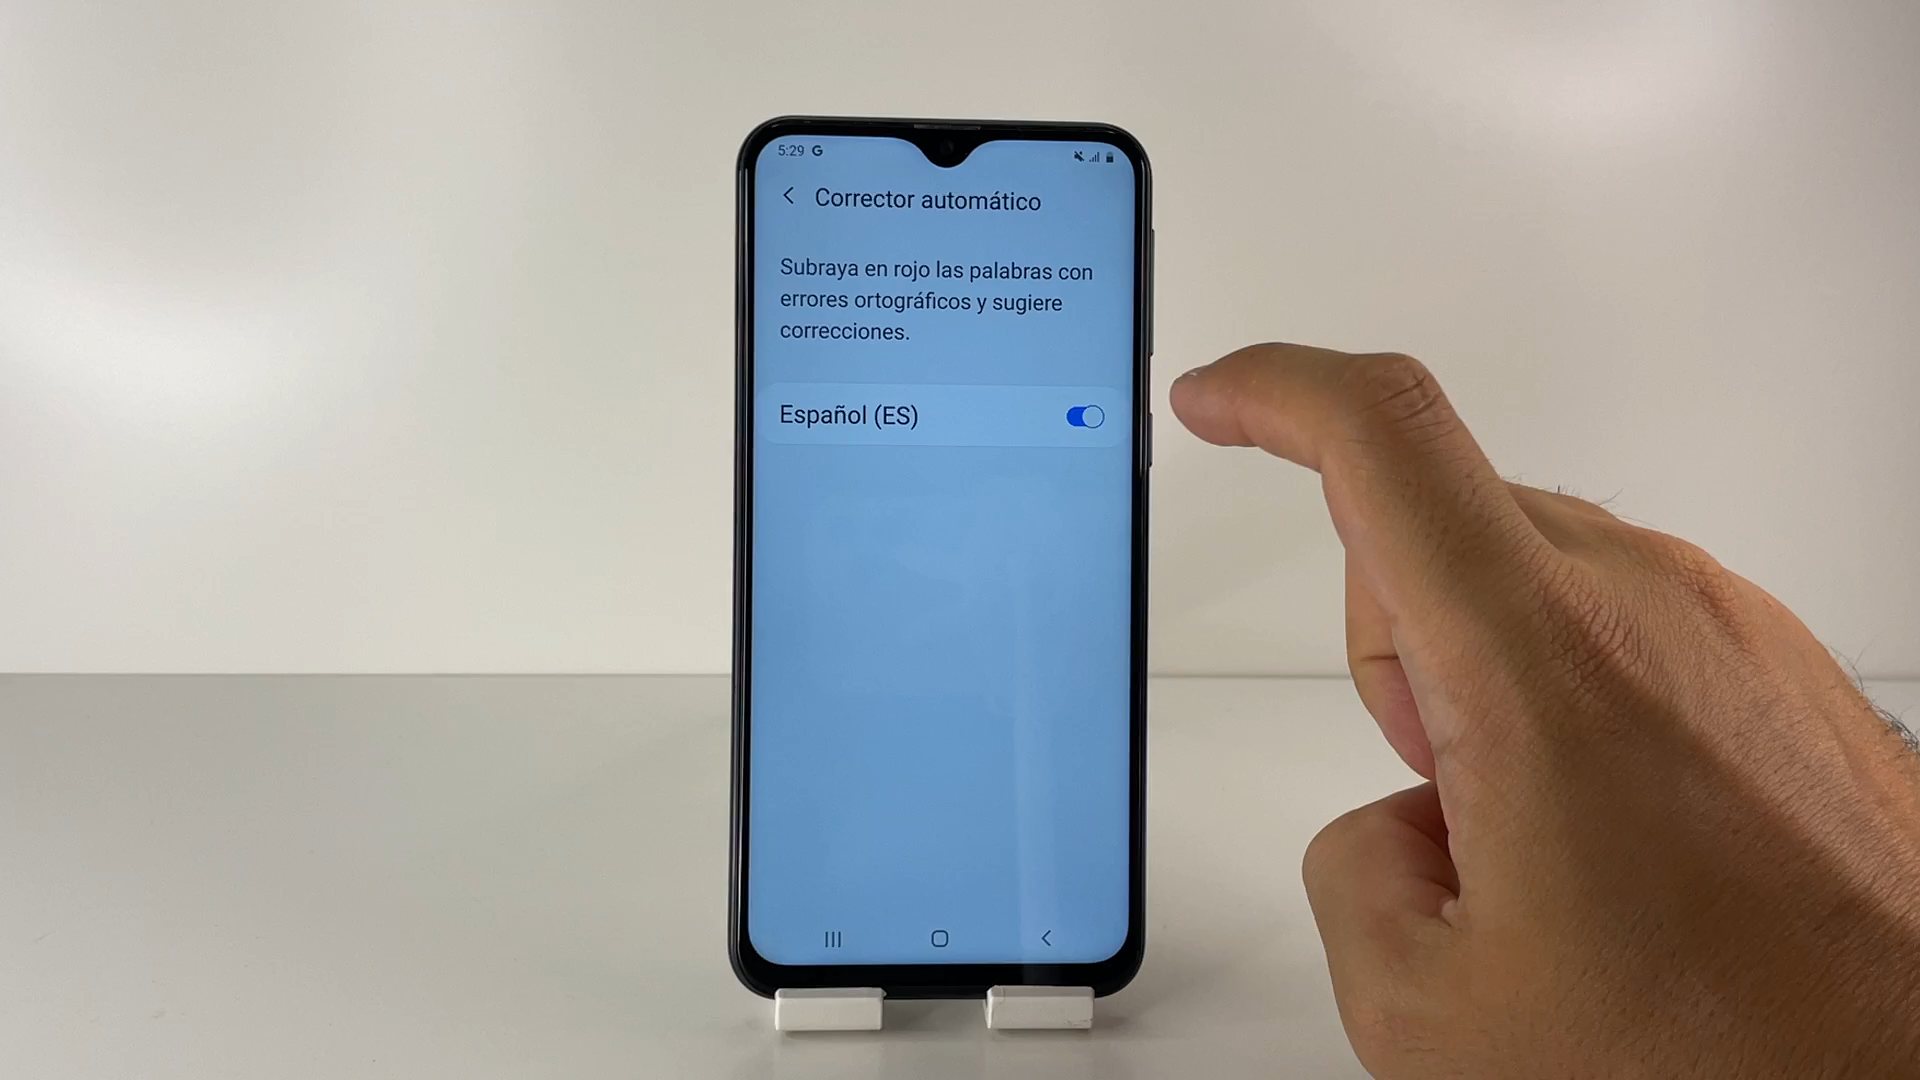 5:29 G
Corrector automático
Subraya en rojo las palabras con
errores ortográficos y sugiere
correcciones.
Español (ES)